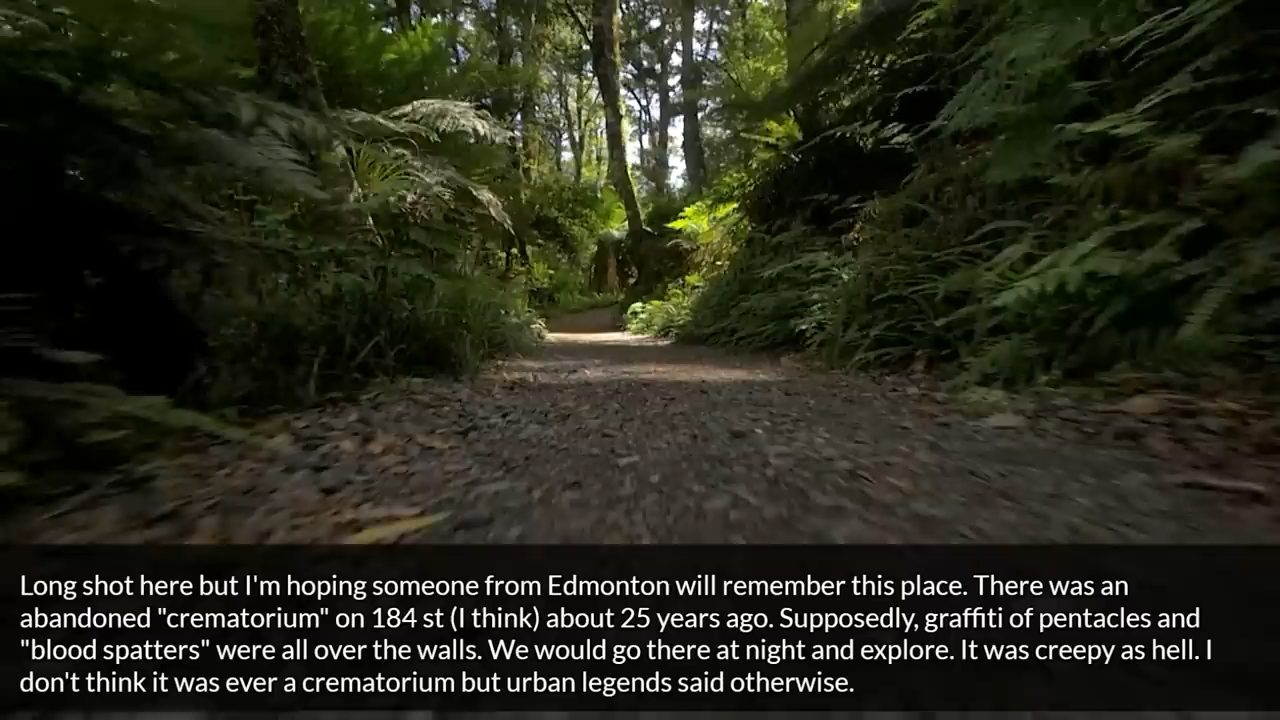 Long shot here but I'm hoping someone from Edmonton will remember this place. There was an
abandoned "crematorium" on 184 st (I think) about 25 years ago. Supposedly, graffiti of pentacles and
"blood spatters" were all over the walls. We would go there at night and explore. It was creepy as hell. I
don't think it was ever a crematorium but urban legends said otherwise.